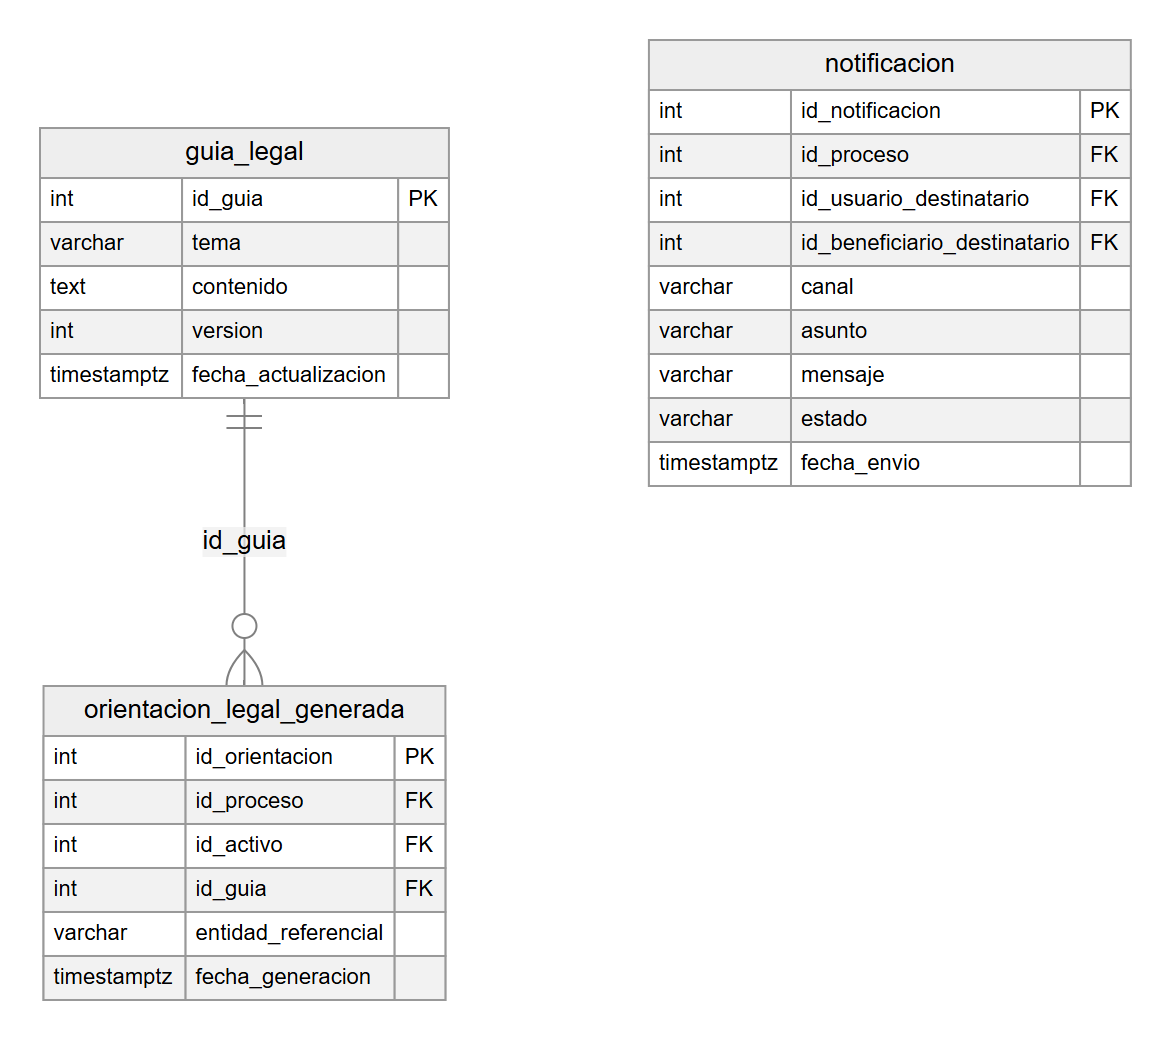 guia_legal
int id_guia PK
varchar tema
text contenido
int version
timestamptz fecha_actualizacion
id_guia
orientacion_legal_generada
int id_orientacion PK
int id_proceso FK
int id_activo FK
int id_guia FK
varchar entidad_referencial
timestamptz fecha_generacion
notificacion
int id_notificacion PK
int id_proceso FK
int id_usuario_destinatario FK
int id_beneficiario_destinatario FK
varchar canal
varchar asunto
varchar mensaje
varchar estado
timestamptz fecha_envio